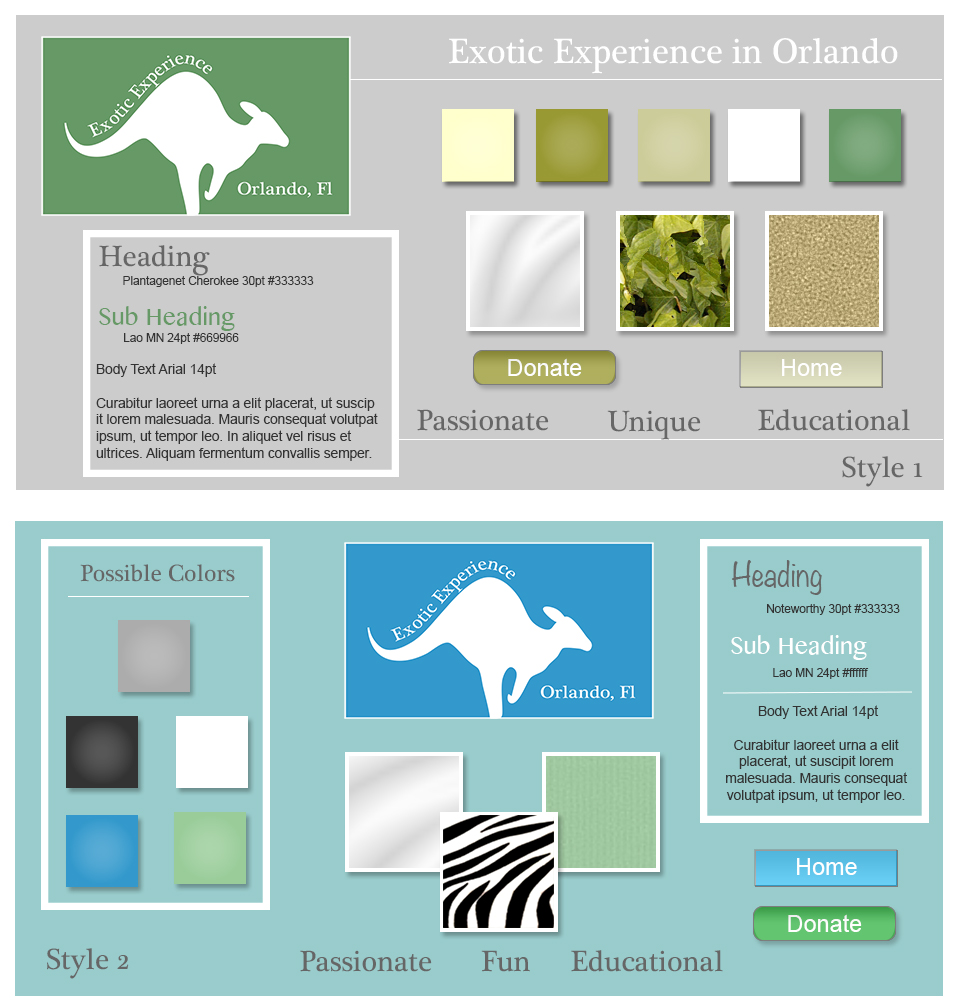 Exotic Experience
Orlando, Fl
Exotic Experience in Orlando
Heading
Plantagenet Cherokee 30pt #333333
Sub Heading
Lao MN 24pt #669966
Body Text Arial 14pt
Curabitur laoreet urna a elit placerat, ut suscip
it lorem malesuada. Mauris consequat volutpat
ipsum, ut tempor leo. In aliquet vel risus et
ultrices. Aliquam fermentum convallis semper.
Donate
Home
Passionate
Unique
Educational
Style 1
Possible Colors
Style 2
Exotic Experience
Orlando, Fl
Passionate
Fun
Educational
Heading
Noteworthy 30pt #333333
Sub Heading
Lao MN 24pt #ffffff
Body Text Arial 14pt
Curabitur laoreet urna a elit
placerat, ut suscipit lorem
malesuada. Mauris consequat
volutpat ipsum, ut tempor leo.
Home
Donate